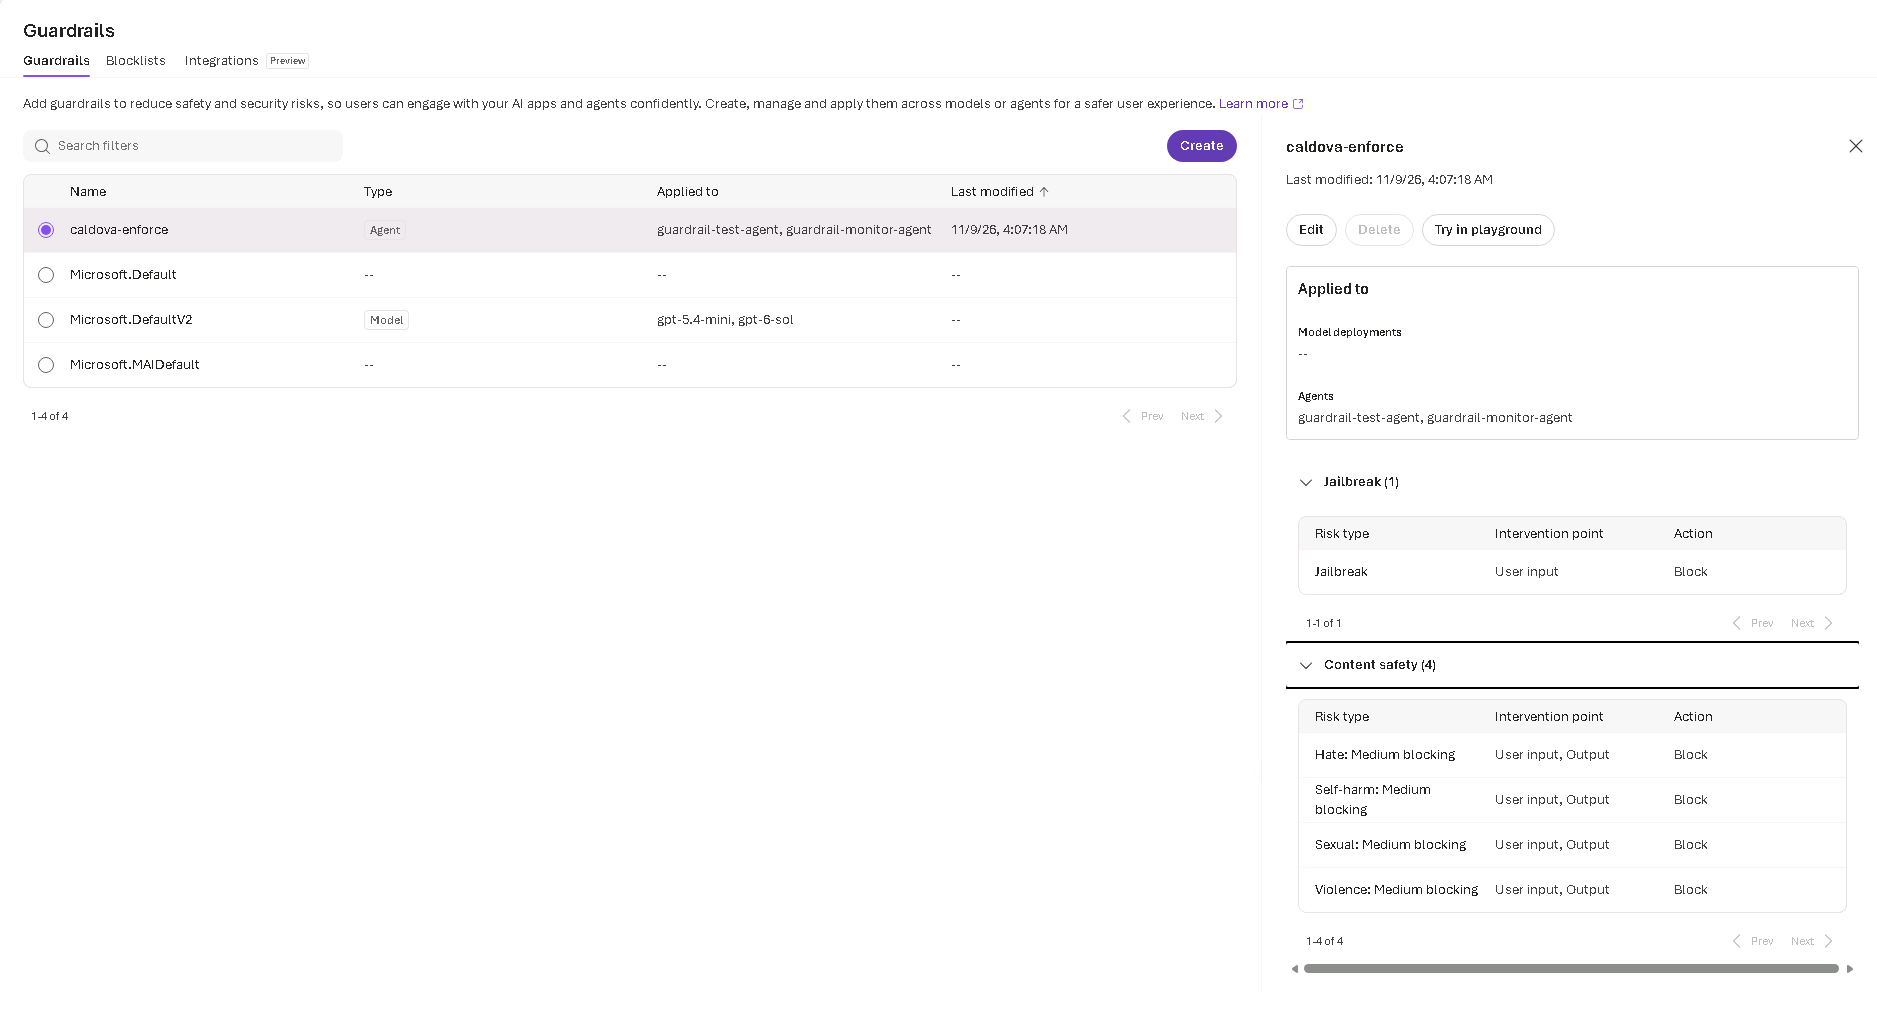 Guardrails
Guardrails Blocklists Integrations Preview
Add guardrails to reduce safety and security risks, so users can engage with your AI apps and agents confidently. Create, manage and apply them across models or agents for a safer user experience. Learn more
Search filters
Create
Name Type Applied to Last modified
caldova-enforce Agent guardrail-test-agent, guardrail-monitor-agent 11/9/26, 4:07:18 AM
Microsoft.Default -- -- --
Microsoft.DefaultV2 Model gpt-5.4-mini, gpt-6-sol --
Microsoft.MAIDefault -- -- --
1-4 of 4 Prev Next
caldova-enforce
Last modified: 11/9/26, 4:07:18 AM
Edit Delete Try in playground
Applied to
Model deployments
--
Agents
guardrail-test-agent, guardrail-monitor-agent
Jailbreak (1)
Risk type Intervention point Action
Jailbreak User input Block
1-1 of 1 Prev Next
Content safety (4)
Risk type Intervention point Action
Hate: Medium blocking User input, Output Block
Self-harm: Medium
blocking User input, Output Block
Sexual: Medium blocking User input, Output Block
Violence: Medium blocking User input, Output Block
1-4 of 4 Prev Next